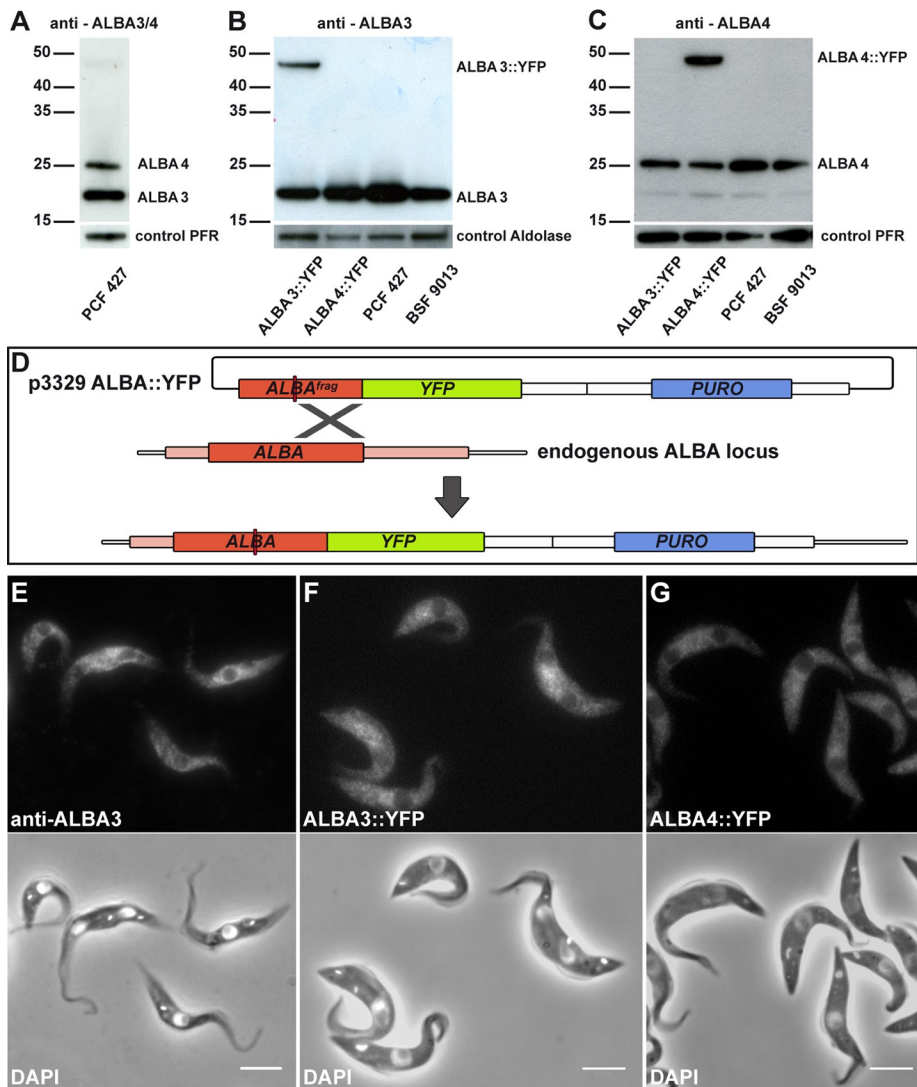 A
anti - ALBA3/4
50
40
35
25
15
ALBA 4
ALBA 3
control PFR
PCF 427
B
anti - ALBA3
50
40
35
25
15
ALBA 3::YFP
ALBA 3
control Aldolase
ALBA 3::YFP
ALBA 4::YFP
PCF 427
BSF 9013
C
anti - ALBA4
50
40
35
25
15
ALBA 4::YFP
ALBA 4
control PFR
ALBA 3::YFP
ALBA 4::YFP
PCF 427
BSF 9013
D
p3329 ALBA::YFP
ALBAfrag
YFP
PURO
ALBA
endogenous ALBA locus
ALBA
YFP
PURO
E
anti-ALBA3
DAPI
F
ALBA3::YFP
DAPI
G
ALBA4::YFP
DAPI